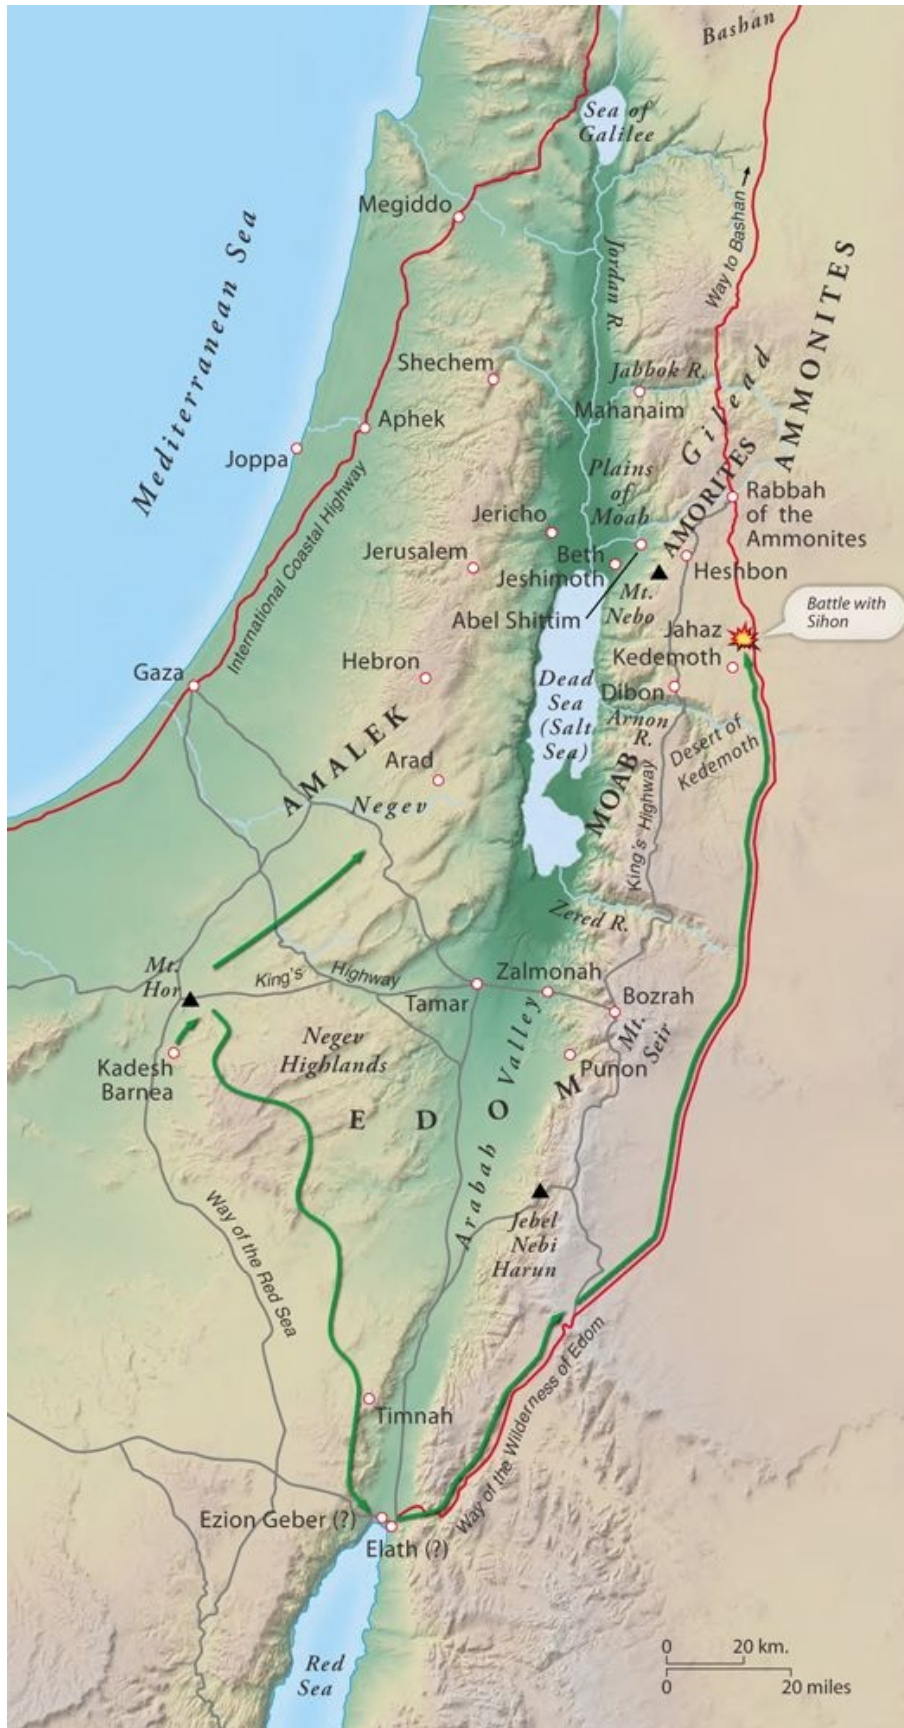 Bashan
Sea of
Galilee
Megiddo
Mediterranean Sea
Jordan R.
Way to Bashan
AMMONITES
Shechem
Jabbok R.
Mahanaim
Gilead
Aphek
Joppa
International Coastal Highway
Plains
of
Moab
AMORITES
Rabbah
of the
Ammonites
Jericho
Jerusalem
Beth
Jeshimoth
Heshbon
Mt.
Nebo
Abel Shittim
Battle with
Sihon
Jahaz
Kedemoth
Hebron
Gaza
Dead
Sea
(Salt
Sea)
Dibon
Arnon
R.
Desert of
Kedemoth
AMALEK
Arad
Negev
MOAB
King's Highway
Zered R.
Mt.
Hor
King's Highway
Zalmonah
Tamar
Bozrah
Mt.
Seir
Negev
Highlands
Kadesh
Barnea
Punon
EDOM
Arabah Valley
Way of the Red Sea
Jebel
Nebi
Harun
Way of the Wilderness of Edom
Timnah
Ezion Geber (?)
Elath (?)
Red
Sea
0 20 km.
0 20 miles